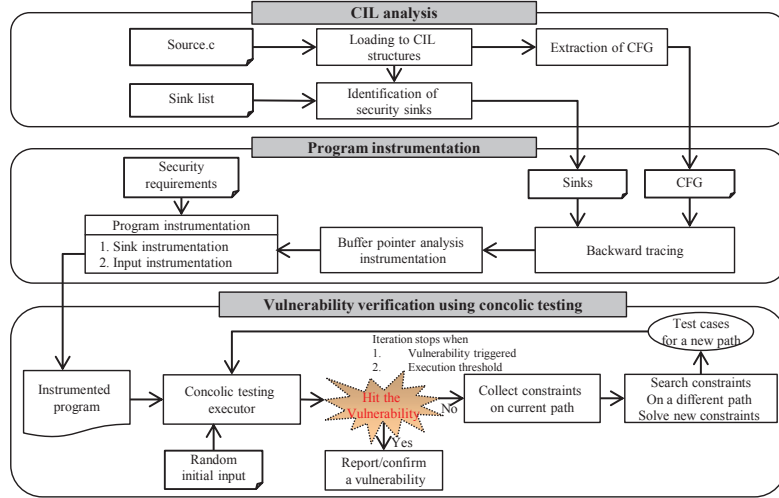 CIL analysis
Source.c
Loading to CIL
structures
Extraction of CFG
Sink list
Identification of
security sinks
Program instrumentation
Security
requirements
Sinks
CFG
Program instrumentation
1. Sink instrumentation
2. Input instrumentation
Buffer pointer analysis
instrumentation
Backward tracing
Vulnerability verification using concolic testing
Iteration stops when
1. Vulnerability triggered
2. Execution threshold
Test cases
for a new path
Instrumented
program
Concolic testing
executor
Hit the
Vulnerability
No
Collect constraints
on current path
Search constraints
On a different path
Solve new constraints
Yes
Random
initial input
Report/confirm
a vulnerability